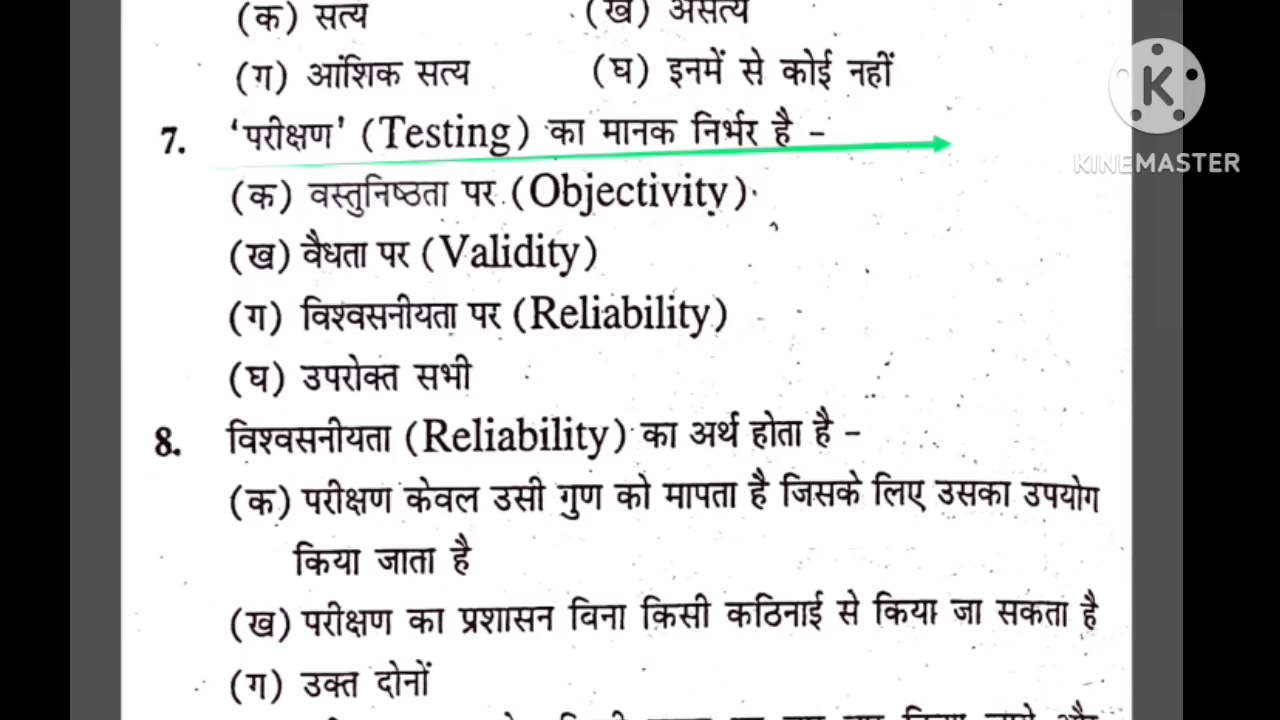 (क) सत्य (ख) असत्य
(ग) आंशिक सत्य (घ) इनमें से कोई नहीं
K
KINEMASTER
7. 'परीक्षण' (Testing) का मानक निर्भर है -
(क) वस्तुनिष्ठता पर (Objectivity)
(ख) वैधता पर (Validity)
(ग) विश्वसनीयता पर (Reliability)
(घ) उपरोक्त सभी
8. विश्वसनीयता (Reliability) का अर्थ होता है -
(क) परीक्षण केवल उसी गुण को मापता है जिसके लिए उसका उपयोग
किया जाता है
(ख) परीक्षण का प्रशासन विना किसी कठिनाई से किया जा सकता है
(ग) उक्त दोनों